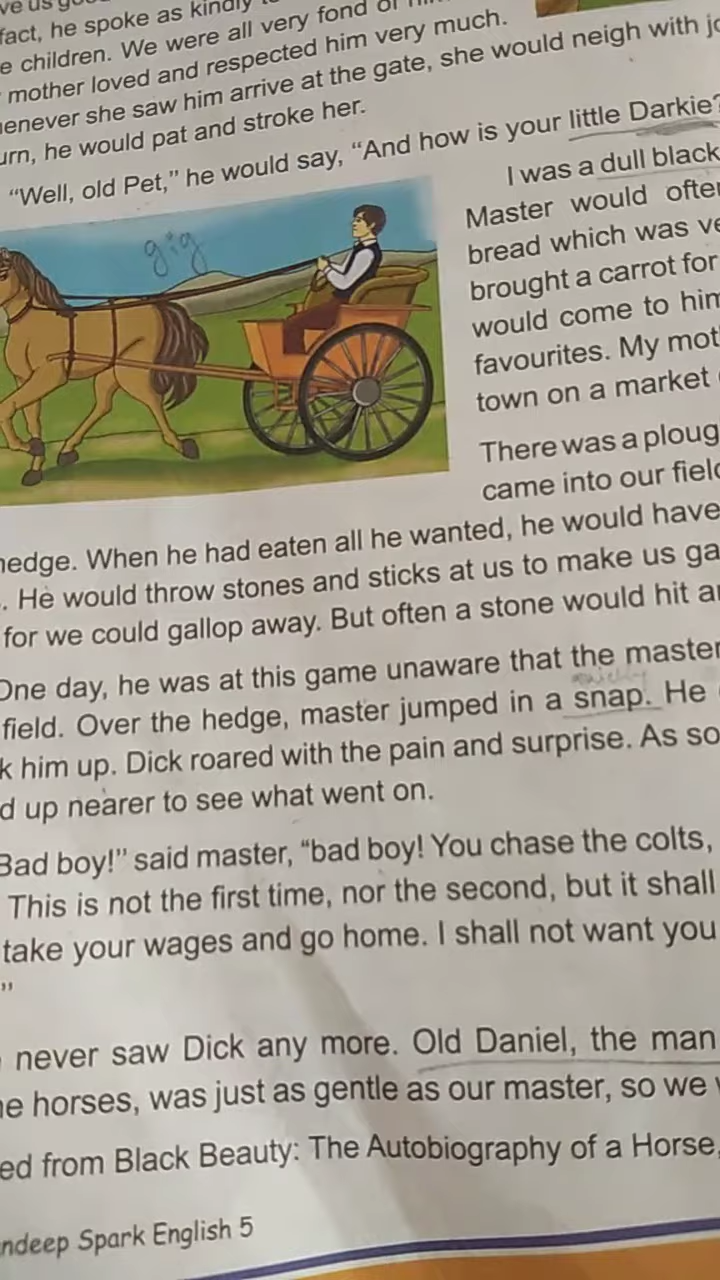 fact, he spoke as kindly
children. We were all very fond of
mother loved and respected him very much.
whenever she saw him arrive at the gate, she would neigh with
turn, he would pat and stroke her.
“Well, old Pet,” he would say, “And how is your little Darkie?
I was a dull black
Master would often
bread which was
brought a carrot for
would come to him
favourites. My
town on a market
gig
There was a
came into our field
hedge. When he had eaten all he wanted, he would have
. He would throw stones and sticks at us to make us
for we could gallop away. But often a stone would hit
One day, he was at this game unaware that the master
field. Over the hedge, master jumped in a snap. He
k him up. Dick roared with the pain and surprise. As so
d up nearer to see what went on.
Bad boy!” said master, “bad boy! You chase the colts,
This is not the first time, nor the second, but it shall
take your wages and go home. I shall not want you
”
never saw Dick any more. Old Daniel, the man
he horses, was just as gentle as our master, so we
ed from Black Beauty: The Autobiography of a Horse,
ndeep Spark English 5